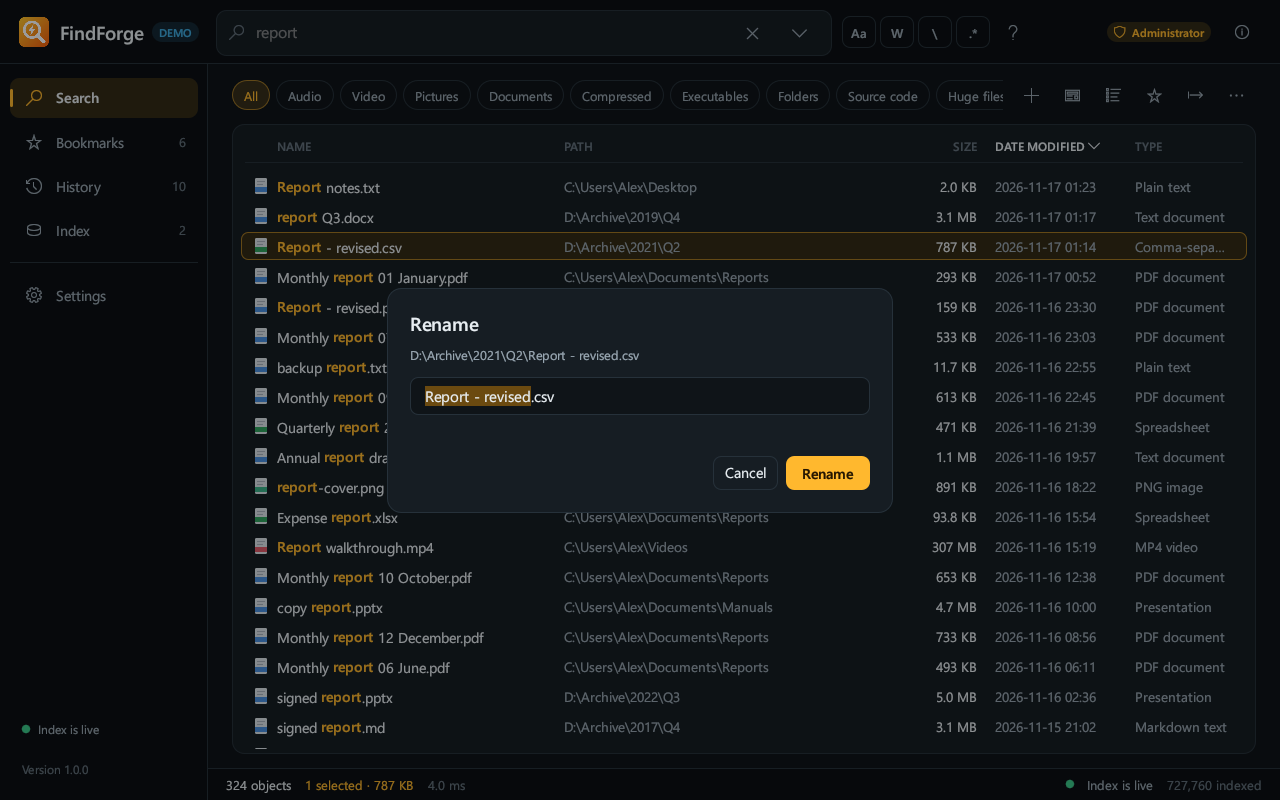 FindForge DEMO
report
Aa W \ .* ?
Administrator
Search
Bookmarks 6
History 10
Index 2
Settings
All Audio Video Pictures Documents Compressed Executables Folders Source code Huge files
NAME PATH SIZE DATE MODIFIED TYPE
Report notes.txt C:\Users\Alex\Desktop 2.0 KB 2026-11-17 01:23 Plain text
report Q3.docx D:\Archive\2019\Q4 3.1 MB 2026-11-17 01:17 Text document
Report - revised.csv D:\Archive\2021\Q2 787 KB 2026-11-17 01:14 Comma-sepa...
Monthly report 01 January.pdf C:\Users\Alex\Documents\Reports 293 KB 2026-11-17 00:52 PDF document
Report - revised. 159 KB 2026-11-16 23:30 PDF document
Monthly report 533 KB 2026-11-16 23:03 PDF document
backup report.txt 11.7 KB 2026-11-16 22:55 Plain text
Monthly report 613 KB 2026-11-16 22:45 PDF document
Quarterly report 471 KB 2026-11-16 21:39 Spreadsheet
Annual report 1.1 MB 2026-11-16 19:57 Text document
report-cover.png 891 KB 2026-11-16 18:22 PNG image
Expense report.xlsx C:\Users\Alex\Documents\Reports 93.8 KB 2026-11-16 15:54 Spreadsheet
Report walkthrough.mp4 C:\Users\Alex\Videos 307 MB 2026-11-16 15:19 MP4 video
Monthly report 10 October.pdf C:\Users\Alex\Documents\Reports 653 KB 2026-11-16 12:38 PDF document
copy report.pptx C:\Users\Alex\Documents\Manuals 4.7 MB 2026-11-16 10:00 Presentation
Monthly report 12 December.pdf C:\Users\Alex\Documents\Reports 733 KB 2026-11-16 08:56 PDF document
Monthly report 06 June.pdf C:\Users\Alex\Documents\Reports 493 KB 2026-11-16 06:11 PDF document
signed report.pptx D:\Archive\2022\Q3 5.0 MB 2026-11-16 02:36 Presentation
signed report.md D:\Archive\2017\Q4 3.1 MB 2026-11-15 21:02 Markdown text
Rename
D:\Archive\2021\Q2\Report - revised.csv
Report - revised.csv
Cancel Rename
Index is live
Version 1.0.0
324 objects 1 selected · 787 KB 4.0 ms Index is live 727,760 indexed